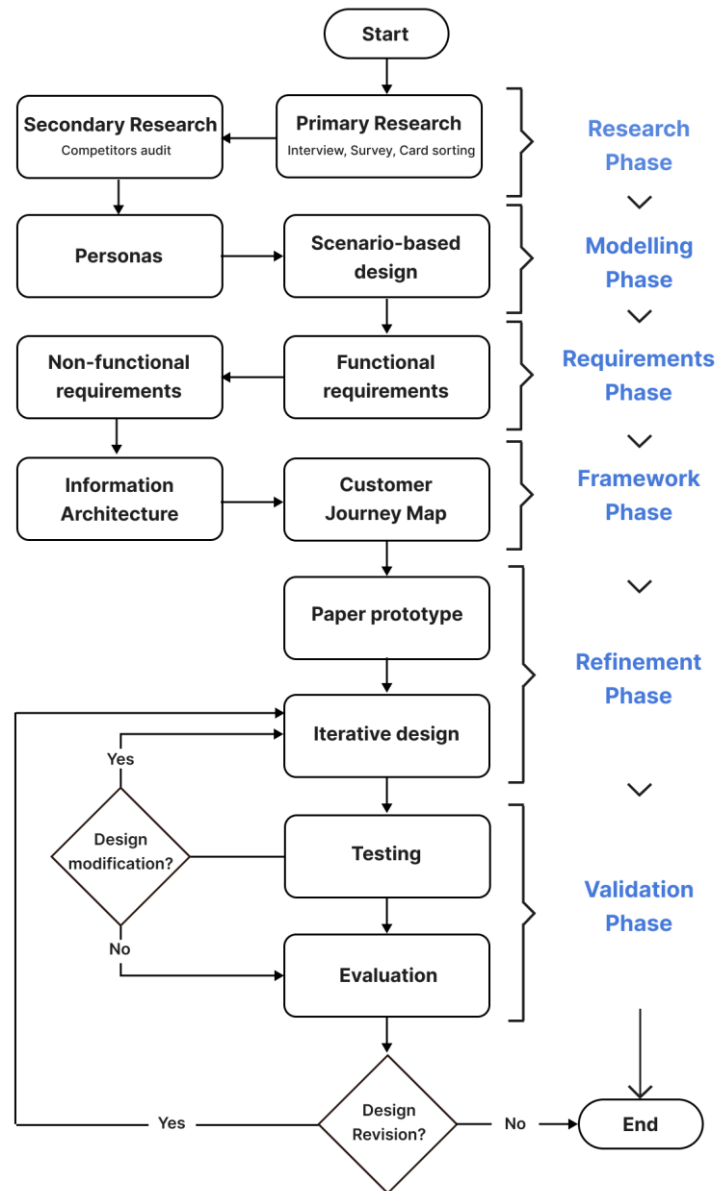 Start
Secondary Research
Competitors audit
Primary Research
Interview, Survey, Card sorting
Research
Phase
Personas
Scenario-based
design
Modelling
Phase
Non-functional
requirements
Functional
requirements
Requirements
Phase
Information
Architecture
Customer
Journey Map
Framework
Phase
Paper prototype
Refinement
Phase
Iterative design
Yes
Design
modification?
Testing
Validation
Phase
No
Evaluation
Design
Revision?
Yes
No
End